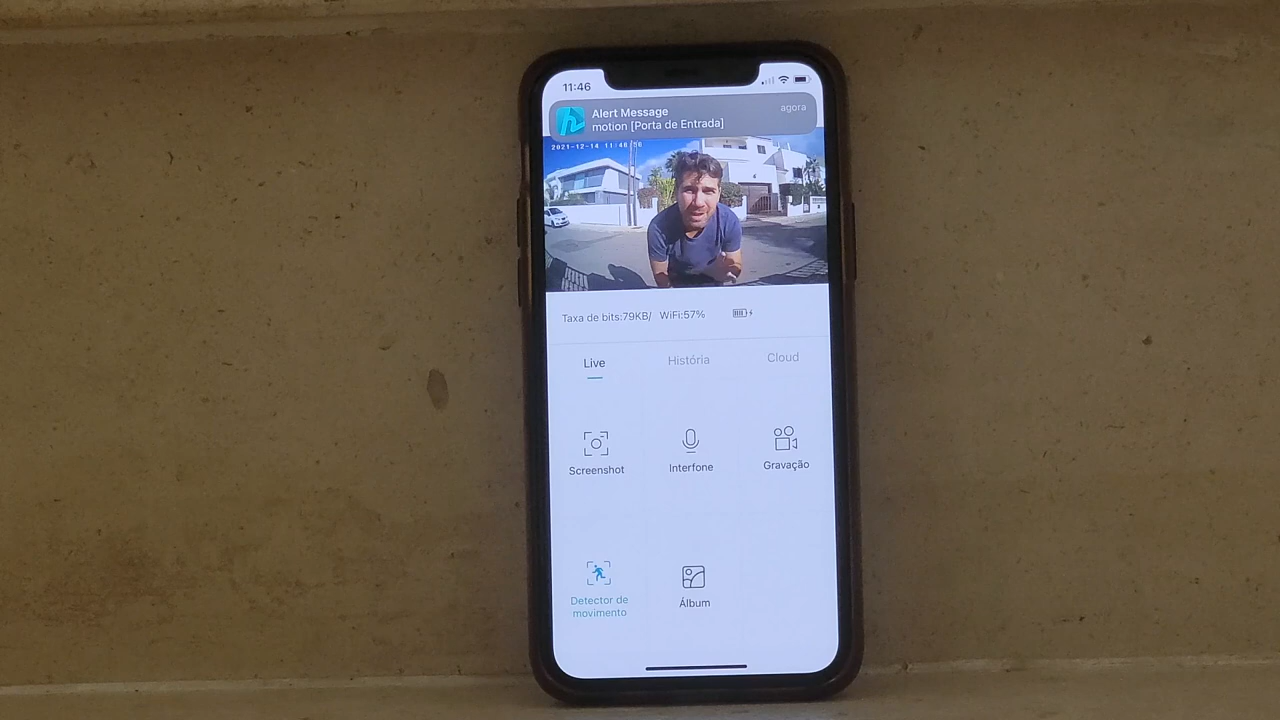 11:46
Alert Message
agora
motion [Porta de Entrada]
2021-12-14 11:46:56
Taxa de bits:79KB/ WiFi:57%
Live
História
Cloud
Screenshot
Interfone
Gravação
Detector de
movimento
Álbum